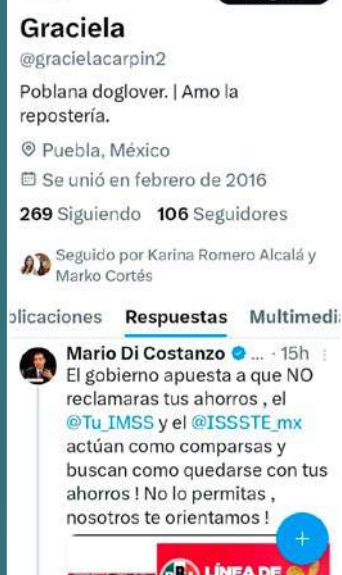 Graciela
@gracielacarpin2
Poblana doglover. | Amo la
repostería.
Puebla, México
Se unió en febrero de 2016
269 Siguiendo 106 Seguidores
Seguido por Karina Romero Alcalá y
Marko Cortés
blicaciones Respuestas Multimedi
Mario Di Costanzo ... · 15h
El gobierno apuesta a que NO
reclamaras tus ahorros , el
@Tu_IMSS y el @ISSSTE_mx
actúan como comparsas y
buscan como quedarse con tus
ahorros ! No lo permitas ,
nosotros te orientamos !
LÍNEA DE